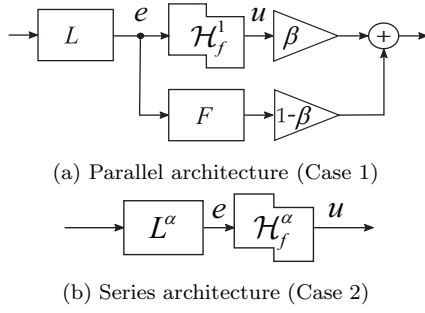 e u
L ℋ_f^1 β +
F 1-β
(a) Parallel architecture (Case 1)
e u
L^α ℋ_f^α
(b) Series architecture (Case 2)